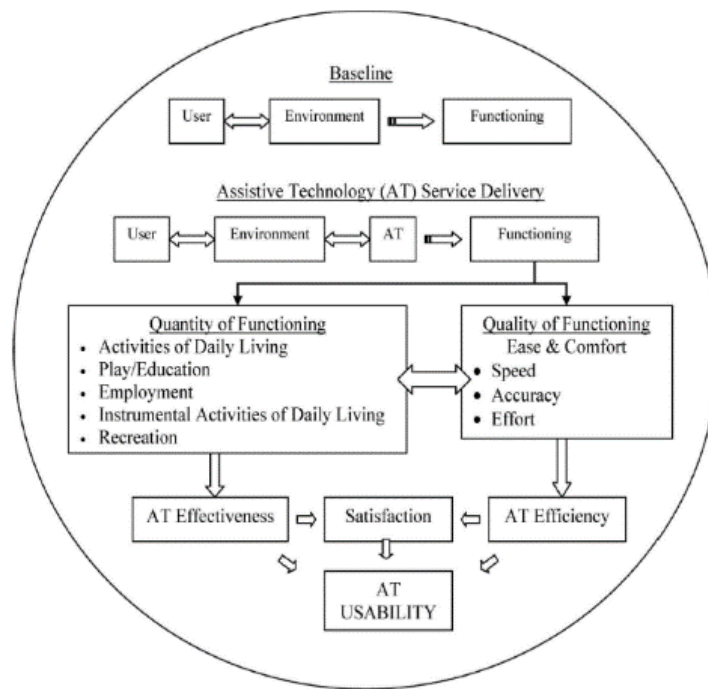 Baseline
User
Environment
Functioning
Assistive Technology (AT) Service Delivery
User
Environment
AT
Functioning
Quantity of Functioning
• Activities of Daily Living
• Play/Education
• Employment
• Instrumental Activities of Daily Living
• Recreation
Quality of Functioning
Ease & Comfort
• Speed
• Accuracy
• Effort
AT Effectiveness
Satisfaction
AT Efficiency
AT
USABILITY